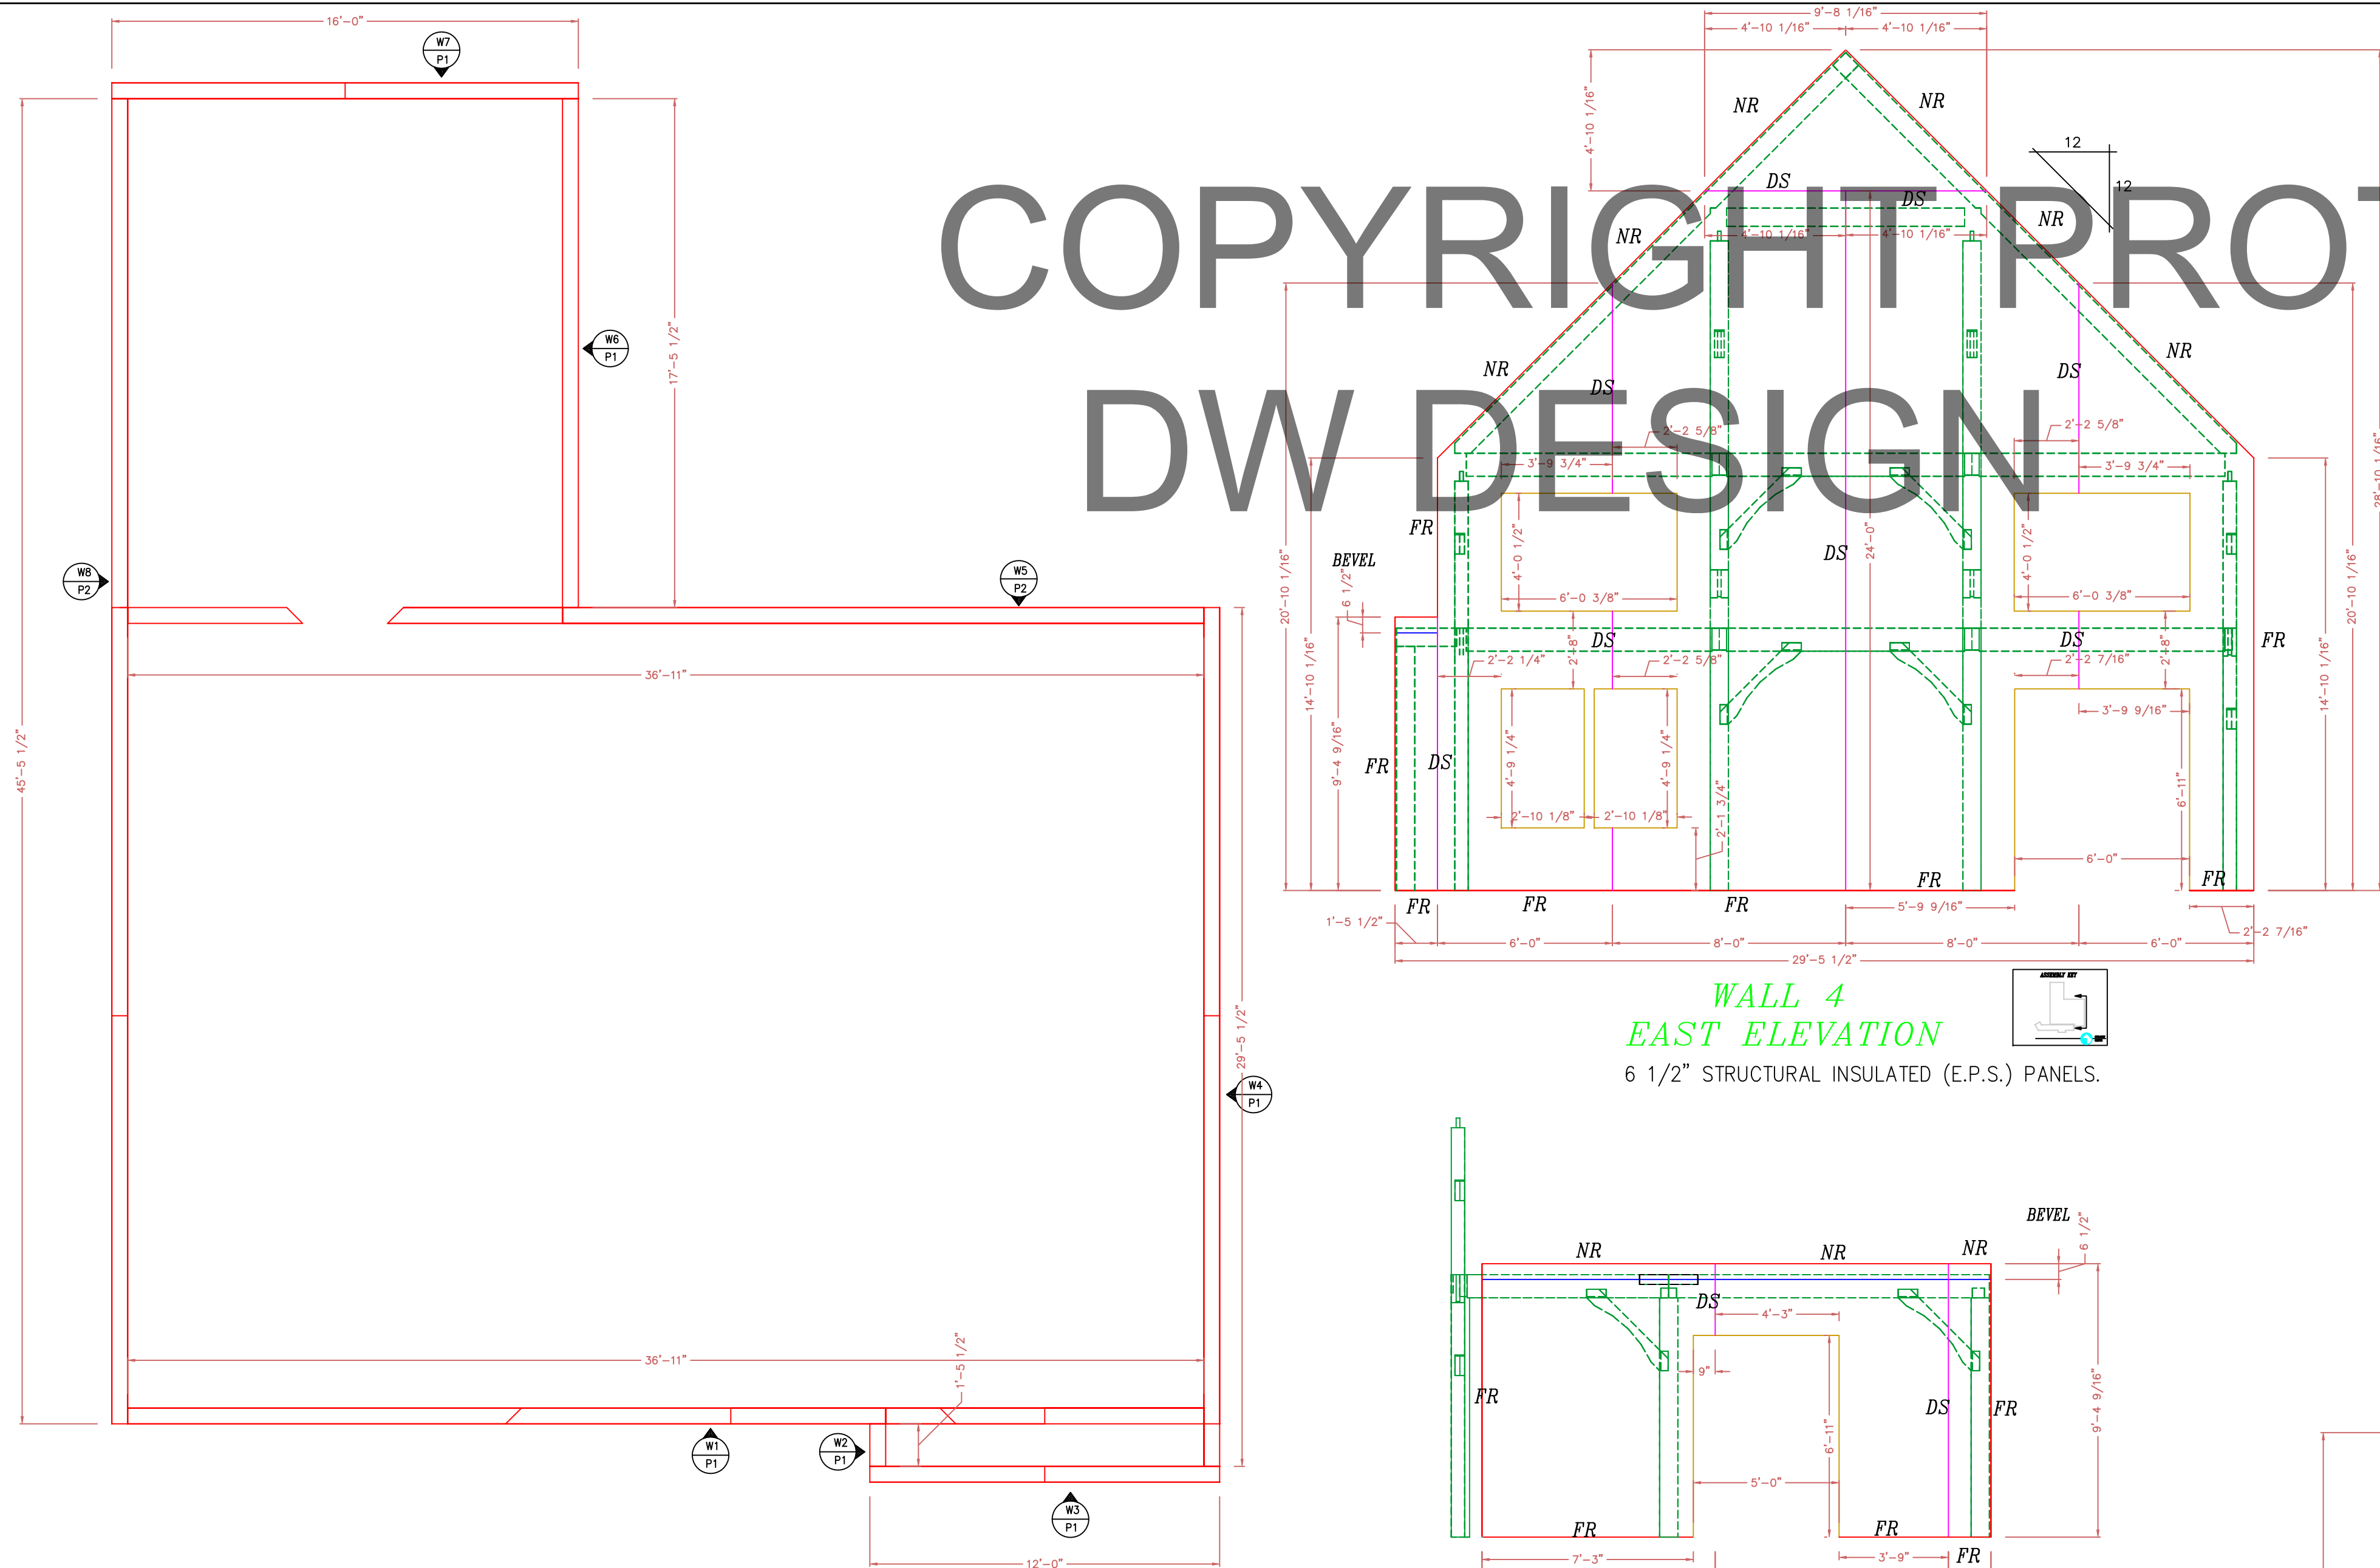 16'-0"
W7
P1
W6
P1
17'-5 1/2"
W8
P2
W5
P2
36'-11"
45'-5 1/2"
29'-5 1/2"
W4
P1
36'-11"
1'-5 1/2"
W1
P1
W2
P1
W3
P1
12'-0"
COPYRIGHT PROT
DW DESIGN
9'-8 1/16"
4'-10 1/16"
4'-10 1/16"
4'-10 1/16"
NR
NR
12
12
DS
DS
NR
NR
4'-10 1/16"
4'-10 1/16"
NR
NR
DS
DS
2'-2 5/8"
2'-2 5/8"
3'-9 3/4"
3'-9 3/4"
28'-10 1/16"
FR
4'-0 1/2"
24'-0"
4'-0 1/2"
DS
BEVEL
6 1/2"
20'-10 1/16"
20'-10 1/16"
6'-0 3/8"
6'-0 3/8"
DS
DS
FR
2'-8"
2'-8"
2'-2 1/4"
2'-2 5/8"
2'-2 7/16"
14'-10 1/16"
14'-10 1/16"
3'-9 9/16"
9'-4 9/16"
FR
DS
4'-9 1/4"
4'-9 1/4"
6'-11"
2'-10 1/8"
2'-10 1/8"
2'-1 3/4"
6'-0"
FR
FR
FR
FR
FR
5'-9 9/16"
1'-5 1/2"
2'-2 7/16"
6'-0"
8'-0"
8'-0"
6'-0"
29'-5 1/2"
WALL 4
EAST ELEVATION
ASSEMBLY KEY
6 1/2" STRUCTURAL INSULATED (E.P.S.) PANELS.
BEVEL
6 1/2"
NR
NR
NR
DS
4'-3"
9"
FR
DS
FR
9'-4 9/16"
6'-11"
5'-0"
FR
FR
7'-3"
3'-9"
FR